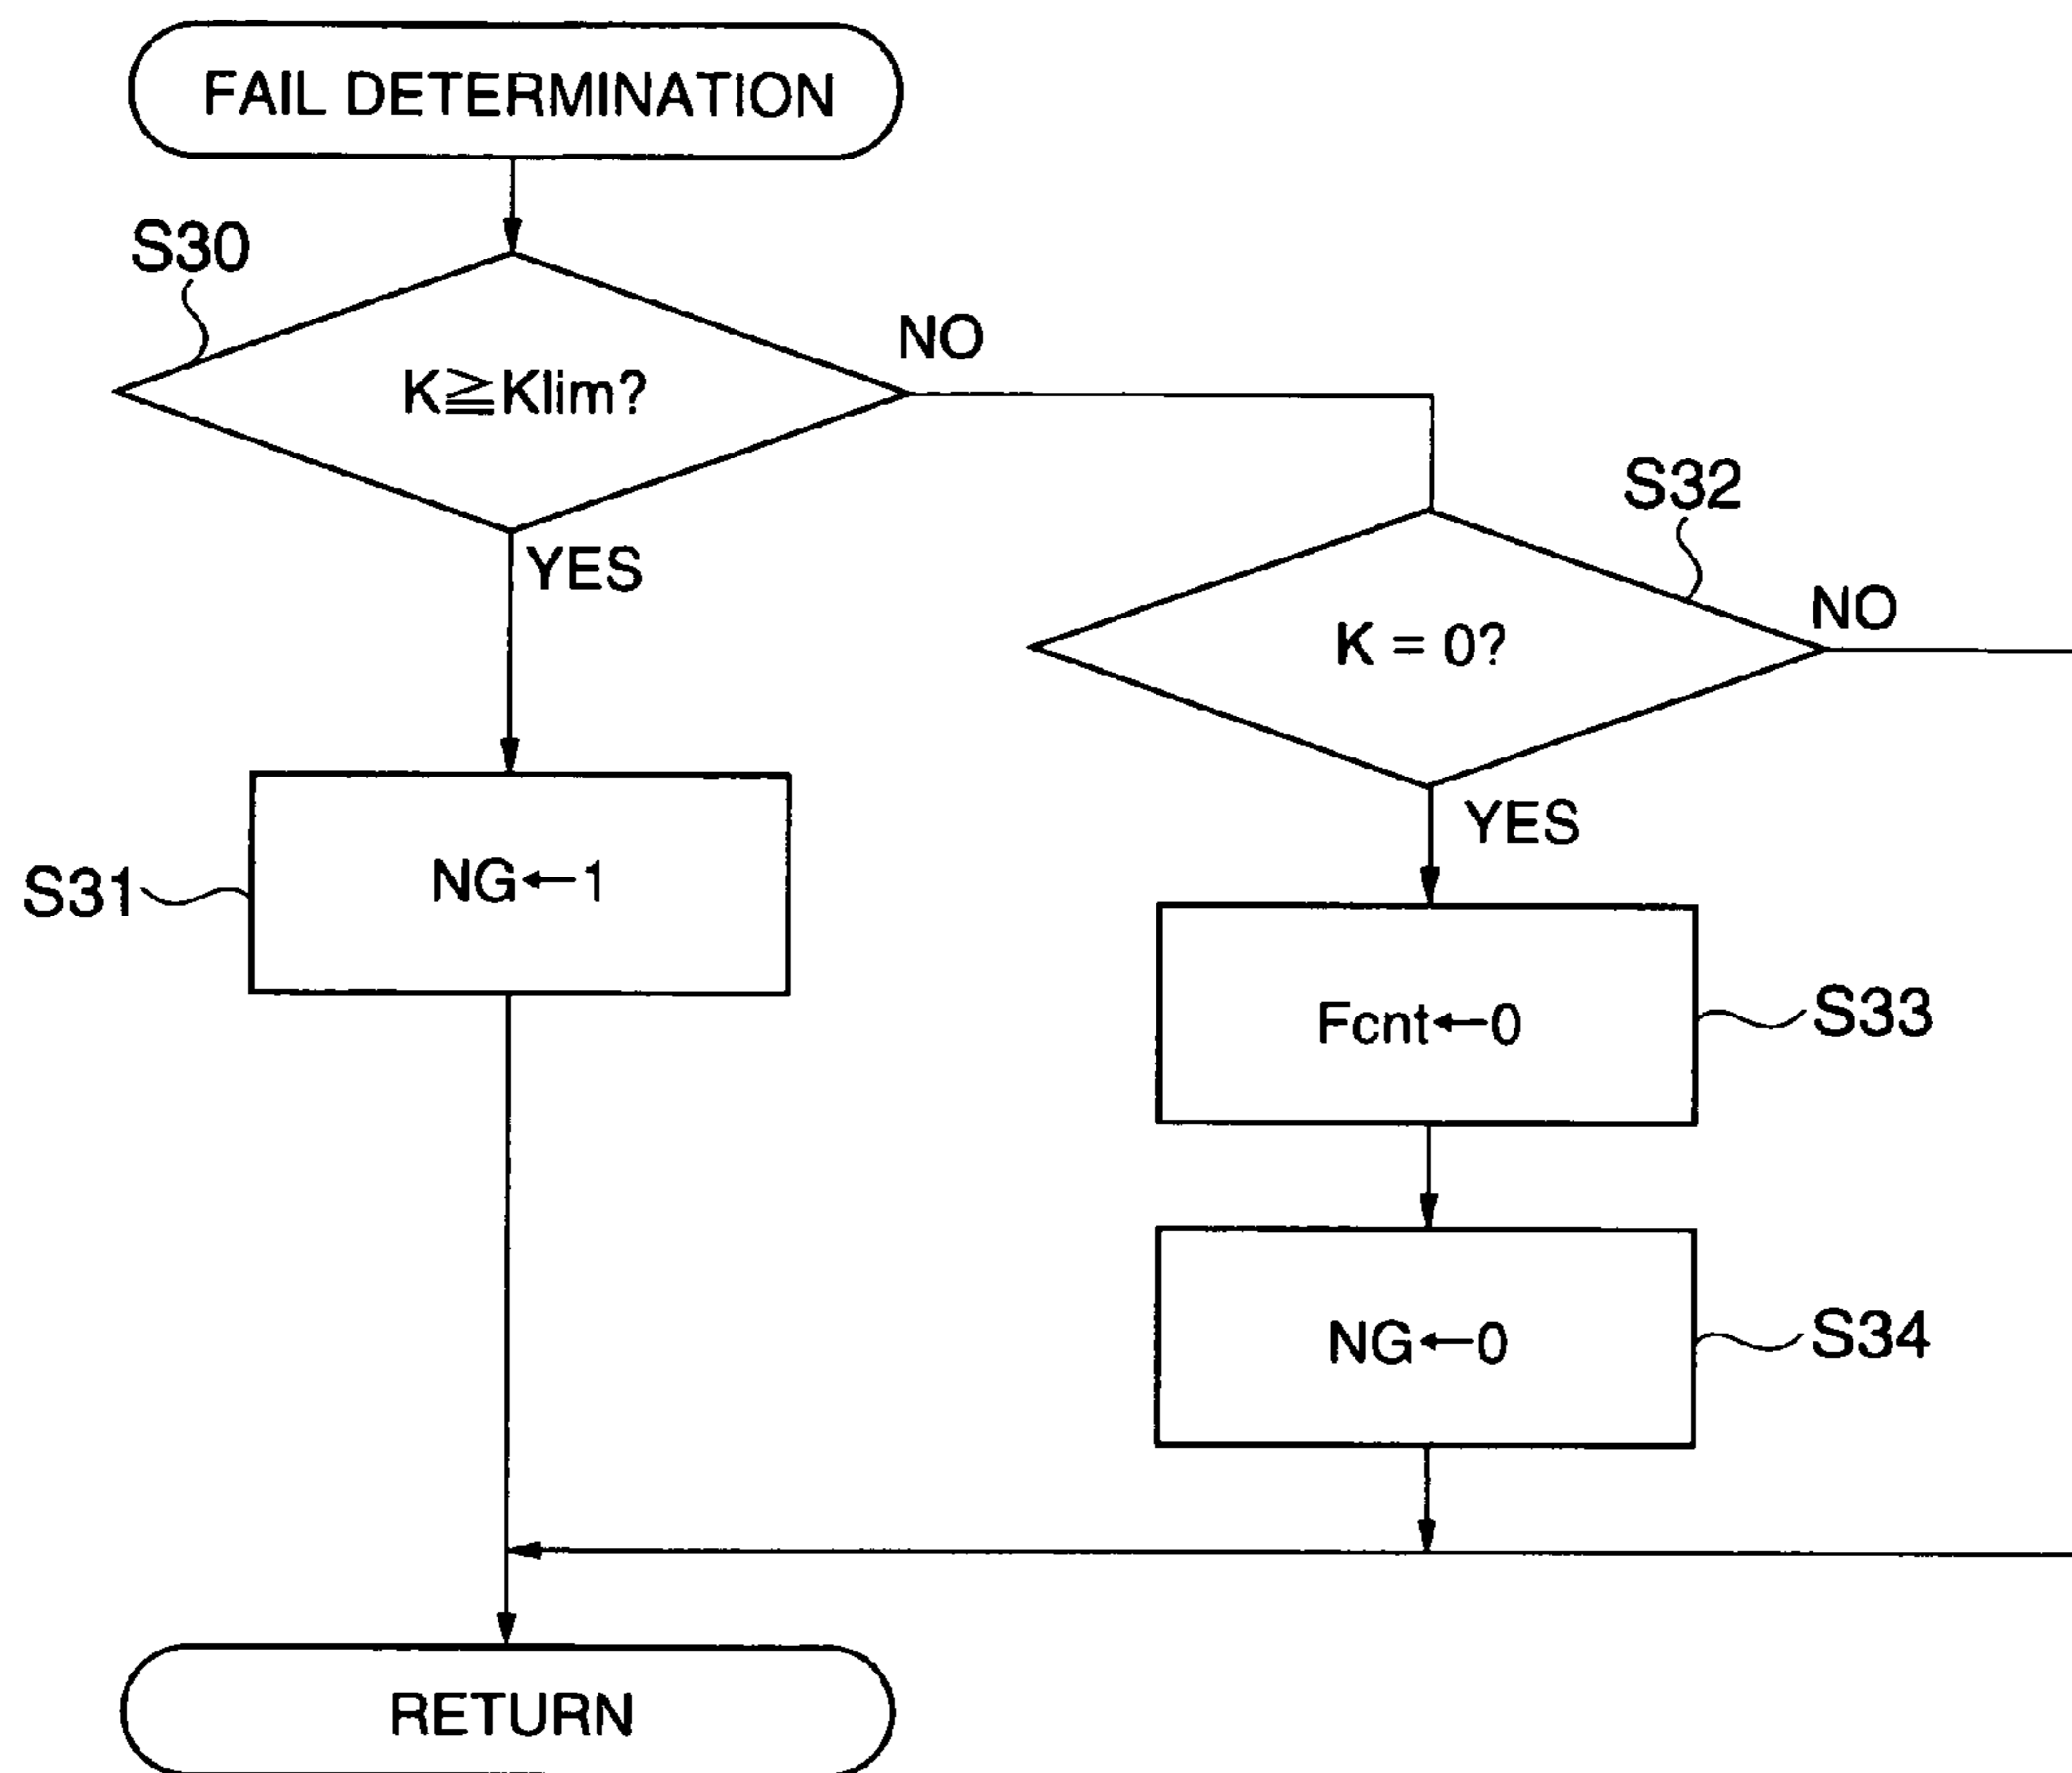 FAIL DETERMINATION
S30
K≧Klim?
NO
YES
S32
K = 0?
NO
YES
S31
NG←1
Fcnt←0
S33
NG←0
S34
RETURN